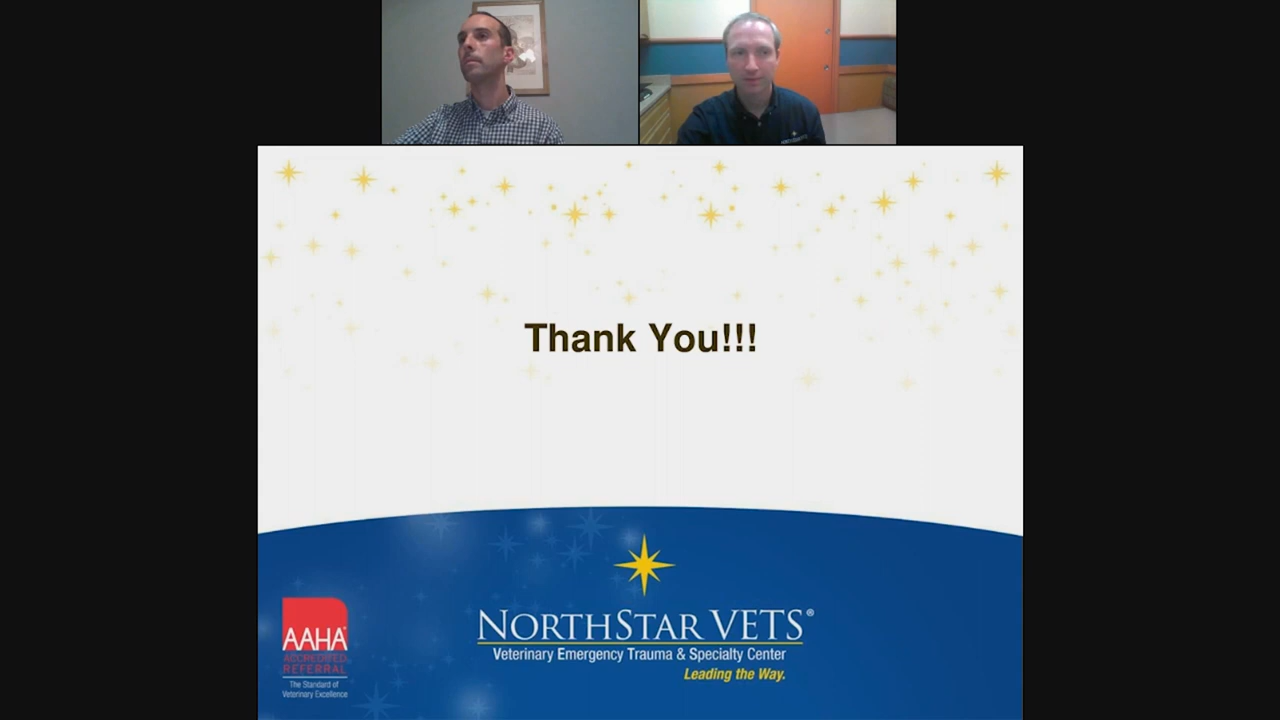 Thank You!!!
NORTHSTAR VETS®
Veterinary Emergency Trauma & Specialty Center
Leading the Way.
AAHA
ACCREDITED
REFERRAL
The Standard of
Veterinary Excellence